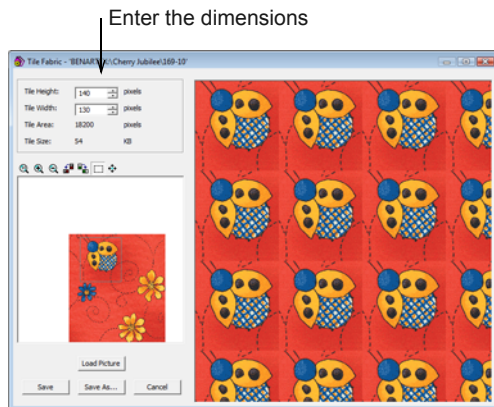 Enter the dimensions
Tile Fabric - 'BENARTEX\Cherry Jubilee\169-10'
Tile Height: 140 pixels
Tile Width: 130 pixels
Tile Area: 18200 pixels
Tile Size: 54 KB
Load Picture
Save Save As... Cancel